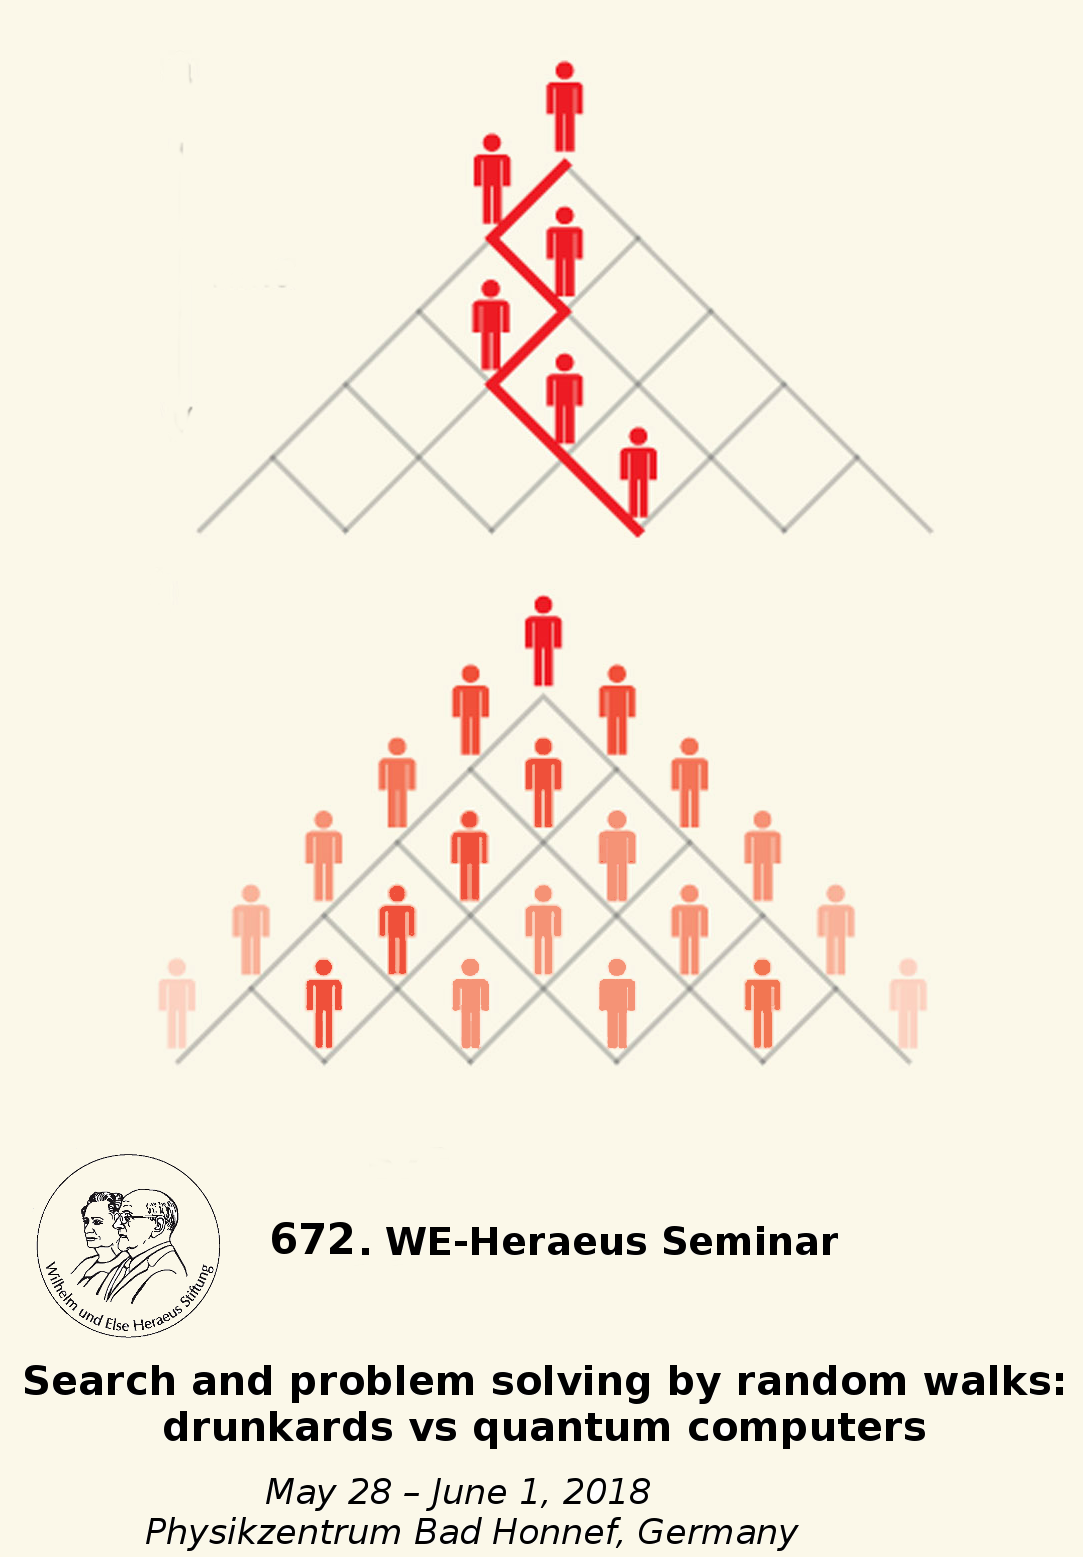 672. WE-Heraeus Seminar
Wilhelm und Else Heraeus Stiftung
Search and problem solving by random walks:
drunkards vs quantum computers
May 28 – June 1, 2018
Physikzentrum Bad Honnef, Germany